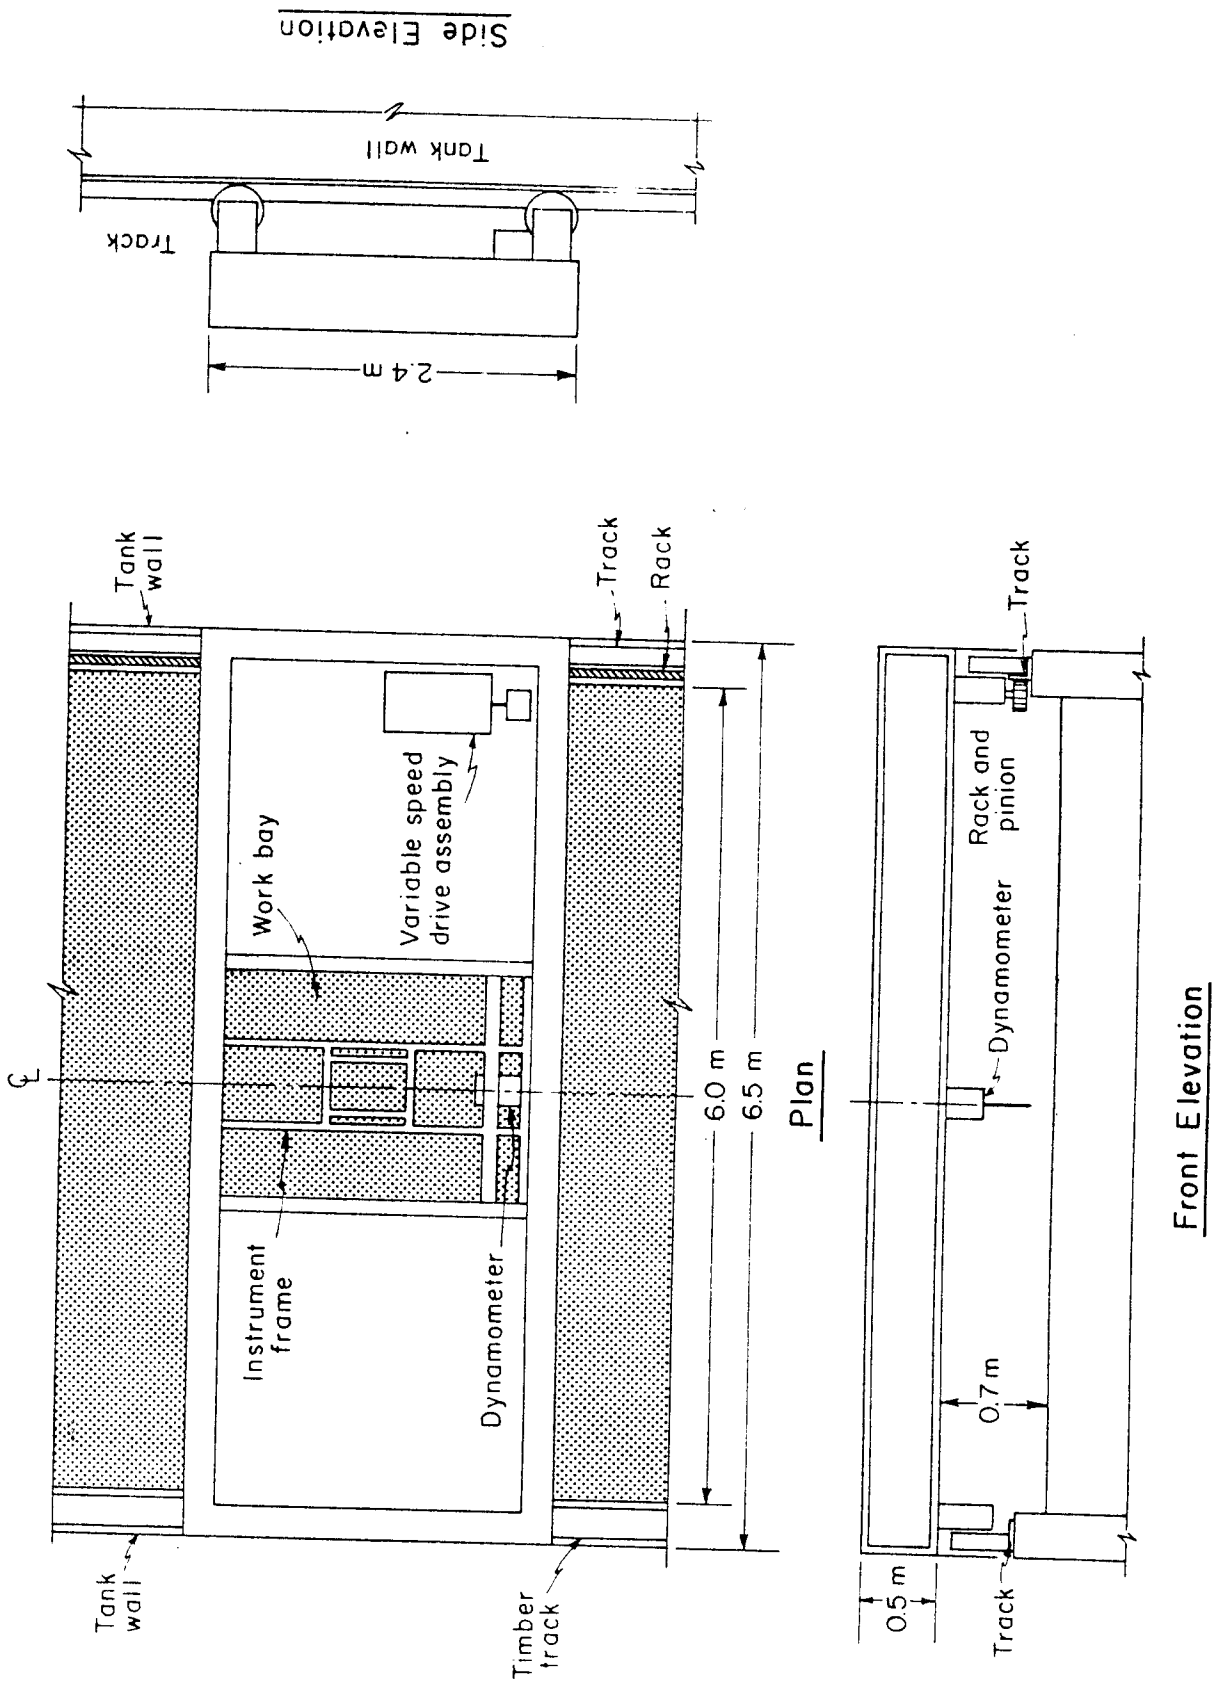 Side Elevation
Tank wall
Track
2.4 m
Tank
wall
Track
Rack
Work bay
Variable speed
drive assembly
℄
Instrument
frame
Dynamometer
Tank
wall
Timber
track
6.0 m
6.5 m
Plan
Track
Rack and
pinion
Dynamometer
0.7 m
0.5 m
Track
Front Elevation